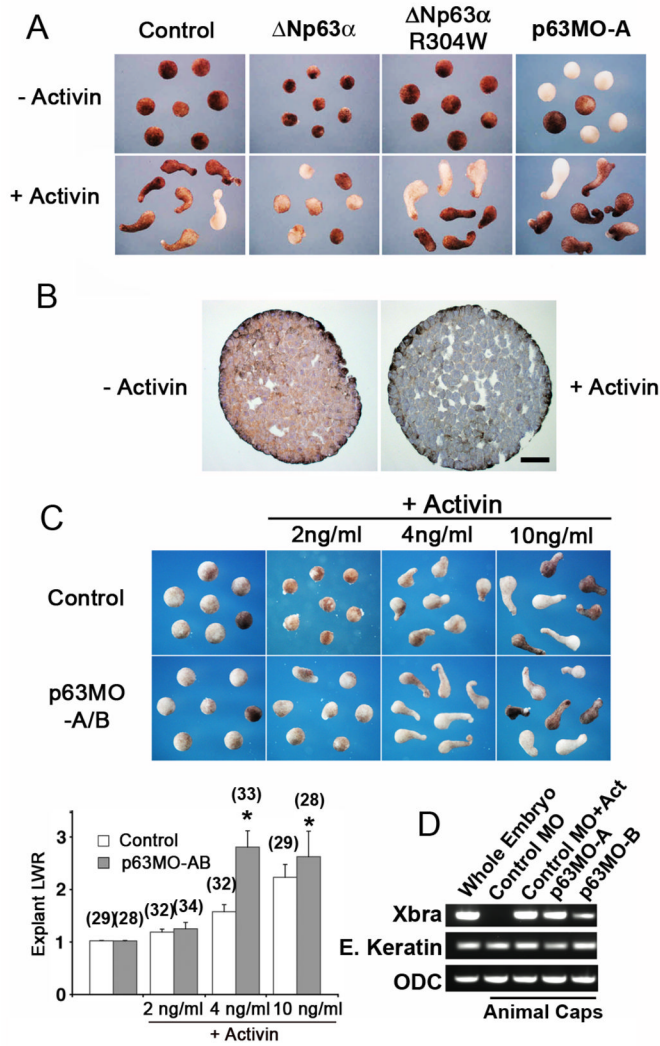 A
Control
ΔNp63α
ΔNp63α
R304W
p63MO-A
- Activin
+ Activin
B
- Activin
+ Activin
C
+ Activin
2ng/ml
4ng/ml
10ng/ml
Control
p63MO
-A/B
Explant LWR
3
2
1
0
Control
p63MO-AB
(29)
(28)
(32)
(34)
(32)
(33)
*
(29)
(28)
*
2 ng/ml
4 ng/ml
10 ng/ml
+ Activin
D
Whole Embryo
Control MO
Control MO+Act
p63MO-A
p63MO-B
Xbra
E. Keratin
ODC
Animal Caps